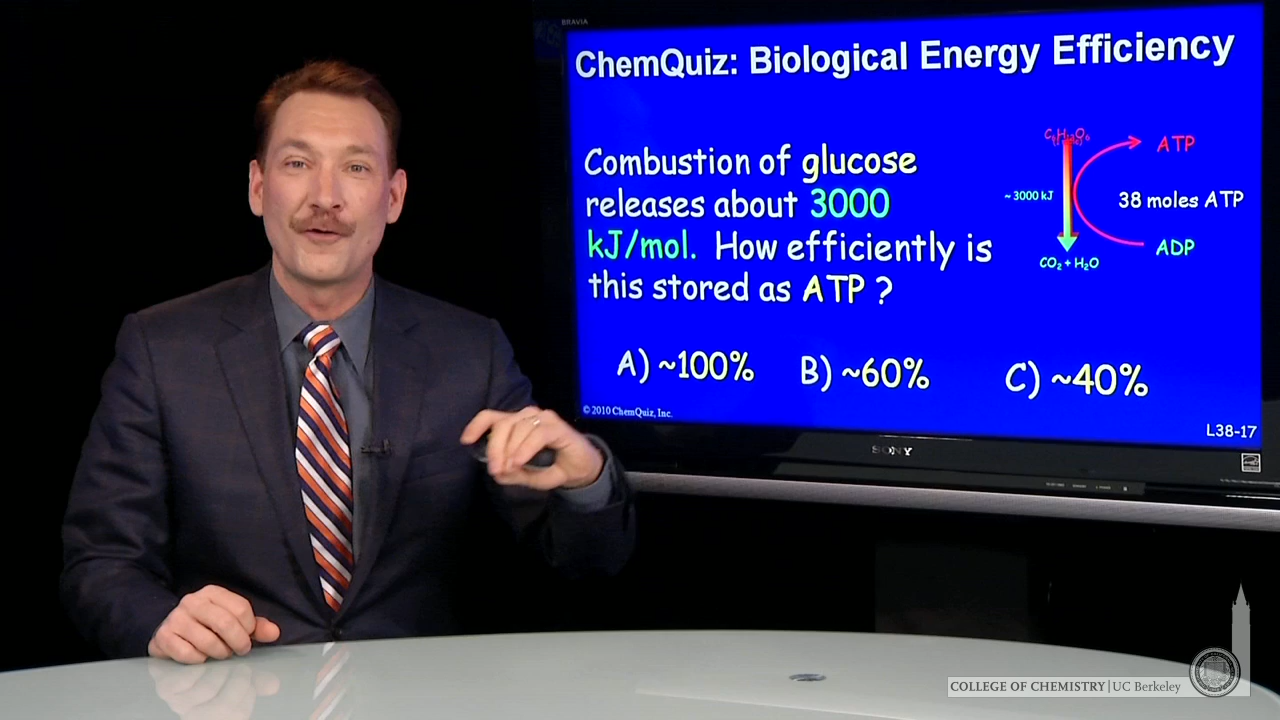 BRAVIA
ChemQuiz: Biological Energy Efficiency
Combustion of glucose
releases about 3000
kJ/mol. How efficiently is
this stored as ATP ?
C₆H₁₂O₆
ATP
~ 3000 kJ
38 moles ATP
ADP
CO₂ + H₂O
A) ~100%
B) ~60%
C) ~40%
© 2010 ChemQuiz, Inc.
L38-17
SONY
COLLEGE OF CHEMISTRY | UC Berkeley